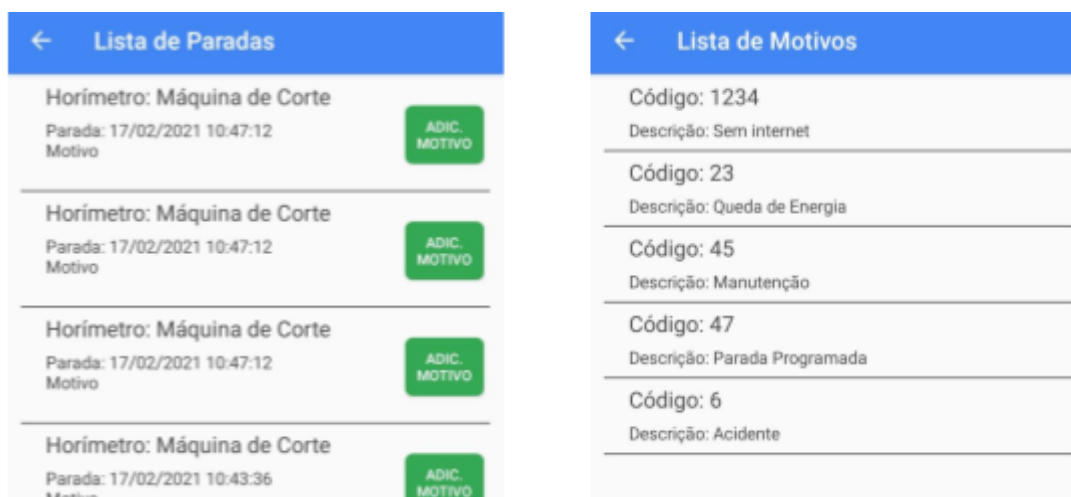 Lista de Paradas
Horímetro: Máquina de Corte
Parada: 17/02/2021 10:47:12
Motivo
ADIC.
MOTIVO
Horímetro: Máquina de Corte
Parada: 17/02/2021 10:47:12
Motivo
ADIC.
MOTIVO
Horímetro: Máquina de Corte
Parada: 17/02/2021 10:47:12
Motivo
ADIC.
MOTIVO
Horímetro: Máquina de Corte
Parada: 17/02/2021 10:43:36
Motivo
ADIC.
MOTIVO
Lista de Motivos
Código: 1234
Descrição: Sem internet
Código: 23
Descrição: Queda de Energia
Código: 45
Descrição: Manutenção
Código: 47
Descrição: Parada Programada
Código: 6
Descrição: Acidente